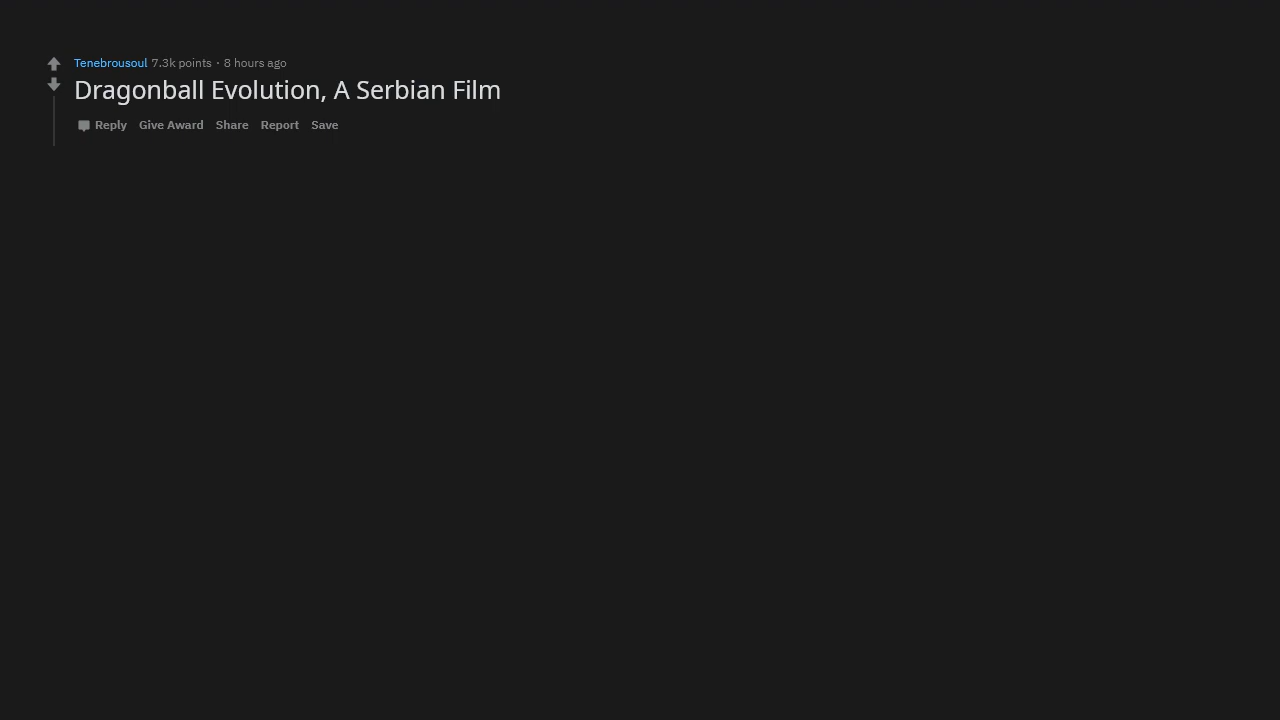 Tenebrousoul 7.3k points · 8 hours ago
Dragonball Evolution, A Serbian Film
Reply Give Award Share Report Save